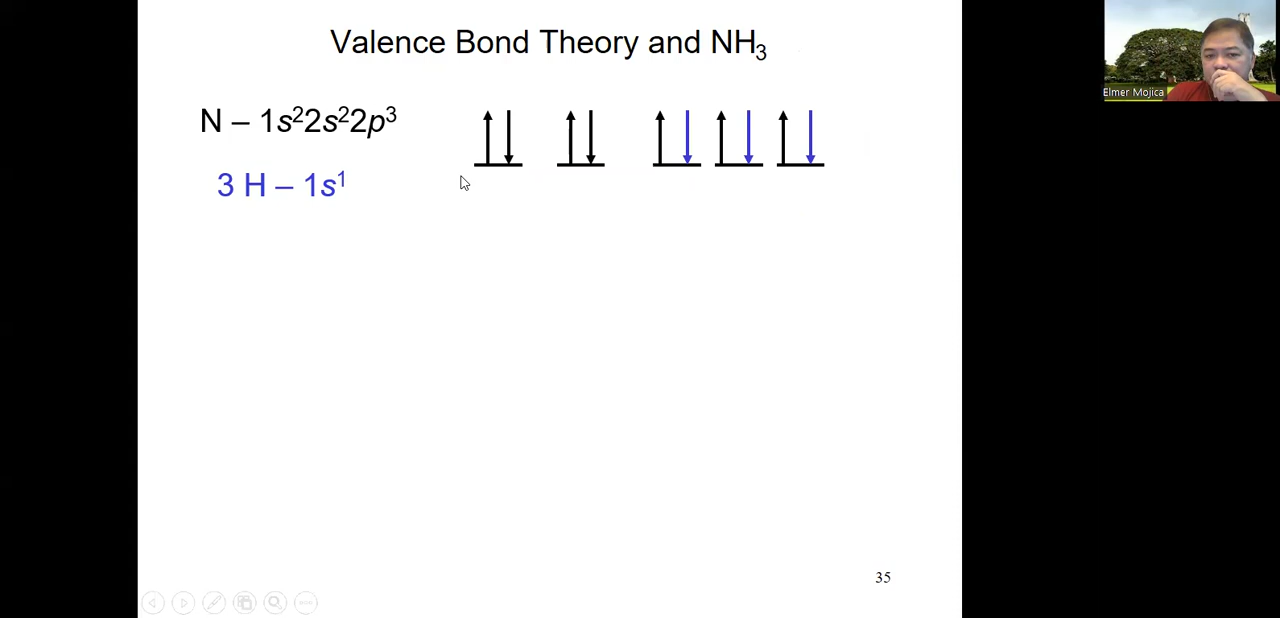 Valence Bond Theory and NH₃
Elmer Mojica
N – 1s²2s²2p³
3 H – 1s¹
35